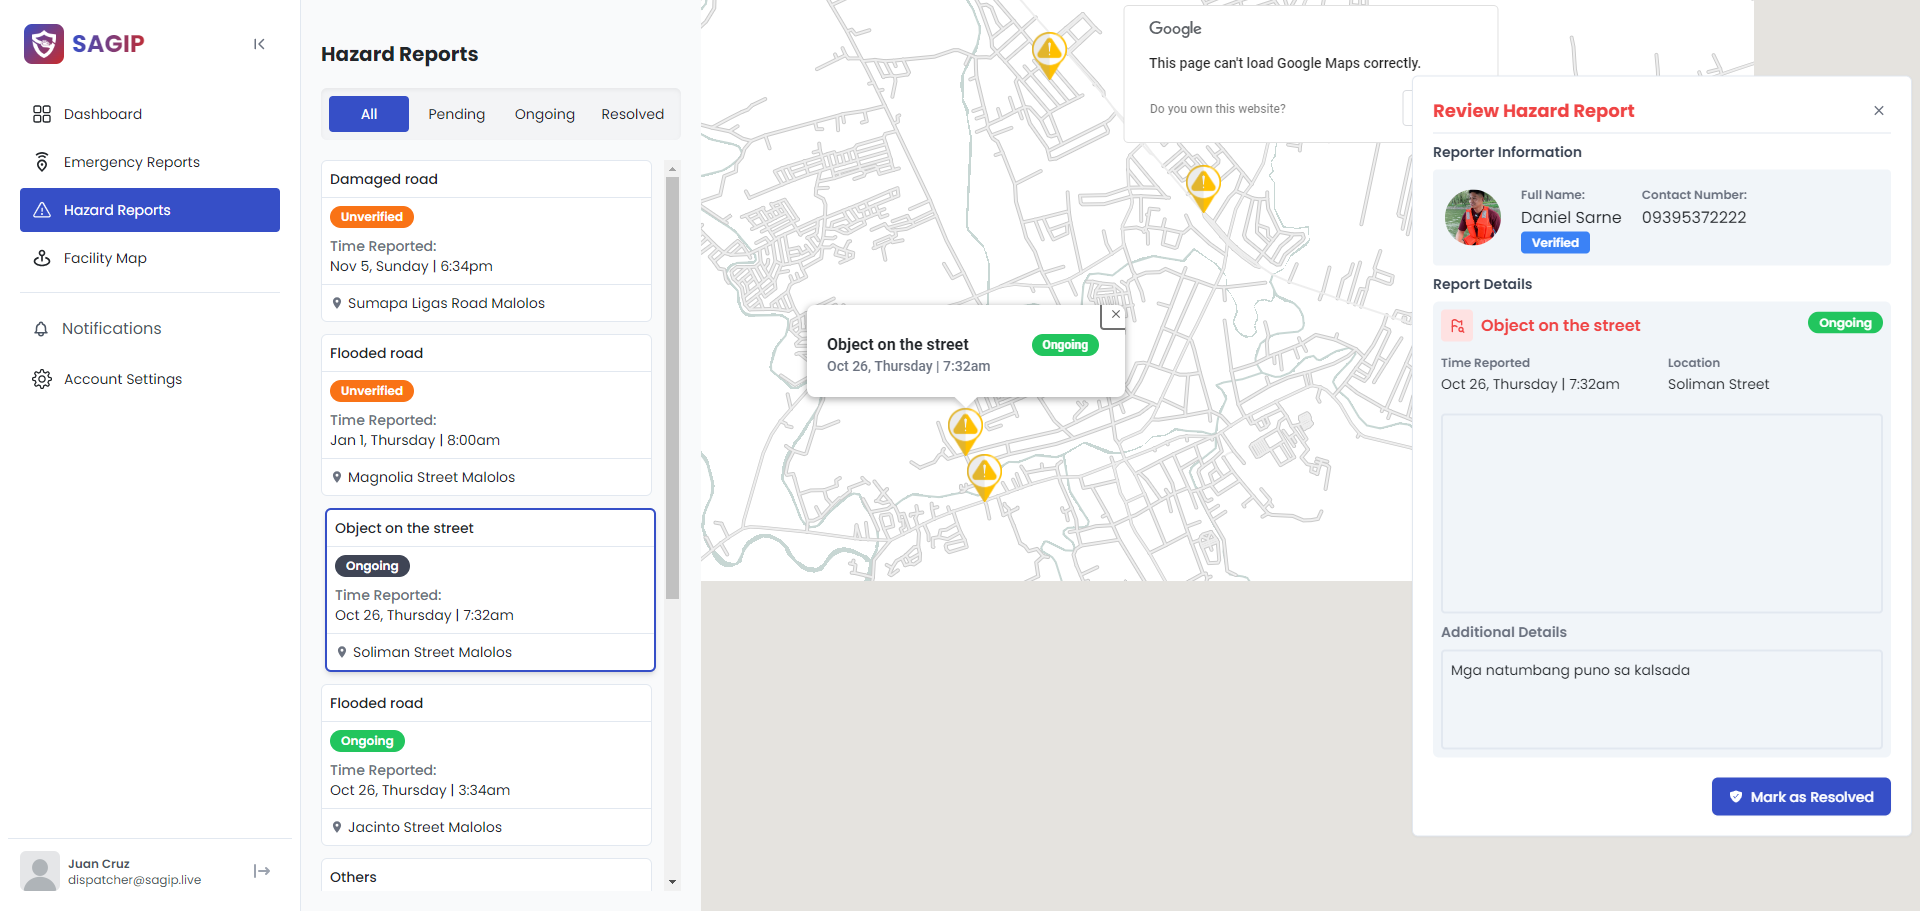 SAGIP
Dashboard
Emergency Reports
Hazard Reports
Facility Map
Notifications
Account Settings
Juan Cruz
dispatcher@sagip.live
Hazard Reports
All
Pending
Ongoing
Resolved
Damaged road
Unverified
Time Reported:
Nov 5, Sunday | 6:34pm
Sumapa Ligas Road Malolos
Flooded road
Unverified
Time Reported:
Jan 1, Thursday | 8:00am
Magnolia Street Malolos
Object on the street
Ongoing
Time Reported:
Oct 26, Thursday | 7:32am
Soliman Street Malolos
Flooded road
Ongoing
Time Reported:
Oct 26, Thursday | 3:34am
Jacinto Street Malolos
Others
Google
This page can't load Google Maps correctly.
Do you own this website?
Object on the street
Ongoing
Oct 26, Thursday | 7:32am
Review Hazard Report
Reporter Information
Full Name:
Contact Number:
Daniel Sarne
09395372222
Verified
Report Details
Object on the street
Ongoing
Time Reported
Location
Oct 26, Thursday | 7:32am
Soliman Street
Additional Details
Mga natumbang puno sa kalsada
Mark as Resolved